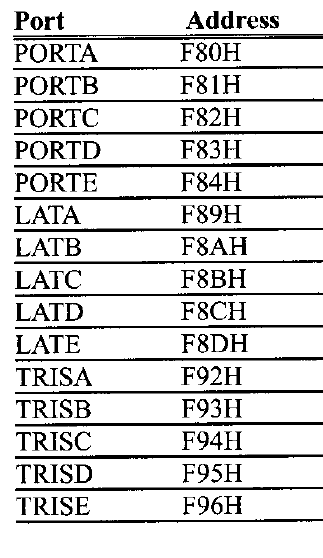 Port Address
PORTA F80H
PORTB F81H
PORTC F82H
PORTD F83H
PORTE F84H
LATA F89H
LATB F8AH
LATC F8BH
LATD F8CH
LATE F8DH
TRISA F92H
TRISB F93H
TRISC F94H
TRISD F95H
TRISE F96H